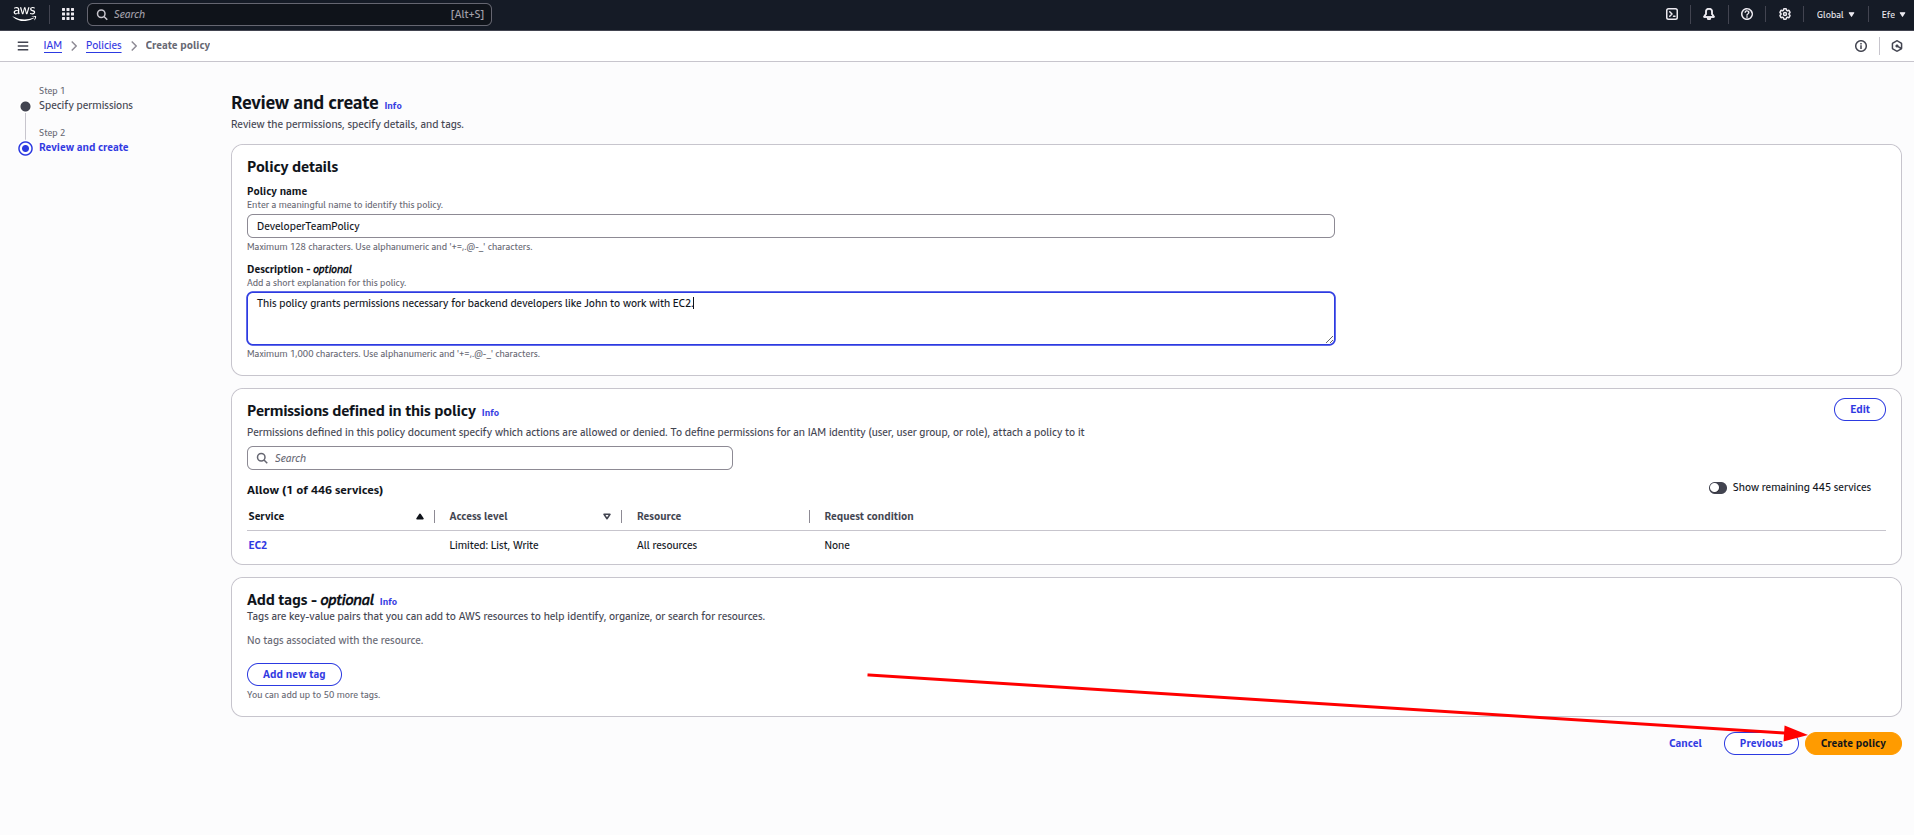 aws
Search
[Alt+S]
Global
Efe
IAM
Policies
Create policy
Step 1
Specify permissions
Step 2
Review and create
Review and create Info
Review the permissions, specify details, and tags.
Policy details
Policy name
Enter a meaningful name to identify this policy.
DeveloperTeamPolicy
Maximum 128 characters. Use alphanumeric and '+=,.@-_' characters.
Description - optional
Add a short explanation for this policy.
This policy grants permissions necessary for backend developers like John to work with EC2.
Maximum 1,000 characters. Use alphanumeric and '+=,.@-_' characters.
Permissions defined in this policy Info
Edit
Permissions defined in this policy document specify which actions are allowed or denied. To define permissions for an IAM identity (user, user group, or role), attach a policy to it
Search
Allow (1 of 446 services)
Show remaining 445 services
Service
Access level
Resource
Request condition
EC2
Limited: List, Write
All resources
None
Add tags - optional Info
Tags are key-value pairs that you can add to AWS resources to help identify, organize, or search for resources.
No tags associated with the resource.
Add new tag
You can add up to 50 more tags.
Cancel
Previous
Create policy